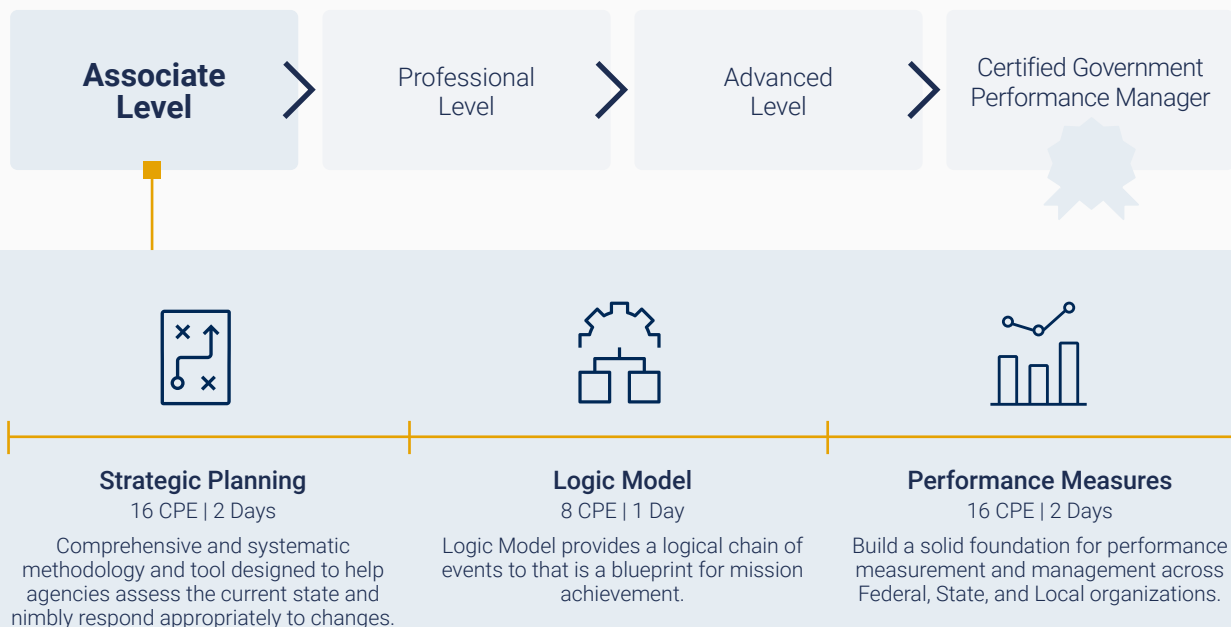 Associate
Level
Professional
Level
Advanced
Level
Certified Government
Performance Manager
Strategic Planning
16 CPE | 2 Days
Comprehensive and systematic
methodology and tool designed to help
agencies assess the current state and
nimbly respond appropriately to changes.
Logic Model
8 CPE | 1 Day
Logic Model provides a logical chain of
events to that is a blueprint for mission
achievement.
Performance Measures
16 CPE | 2 Days
Build a solid foundation for performance
measurement and management across
Federal, State, and Local organizations.